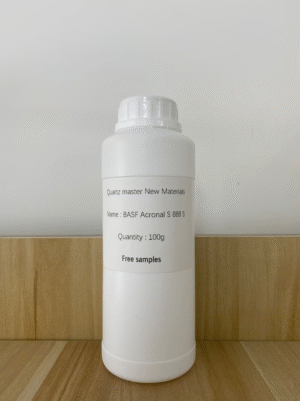 Quartz master New Materials
Name : BASF Acronal S 888 S
Quantity : 100g
Free samples